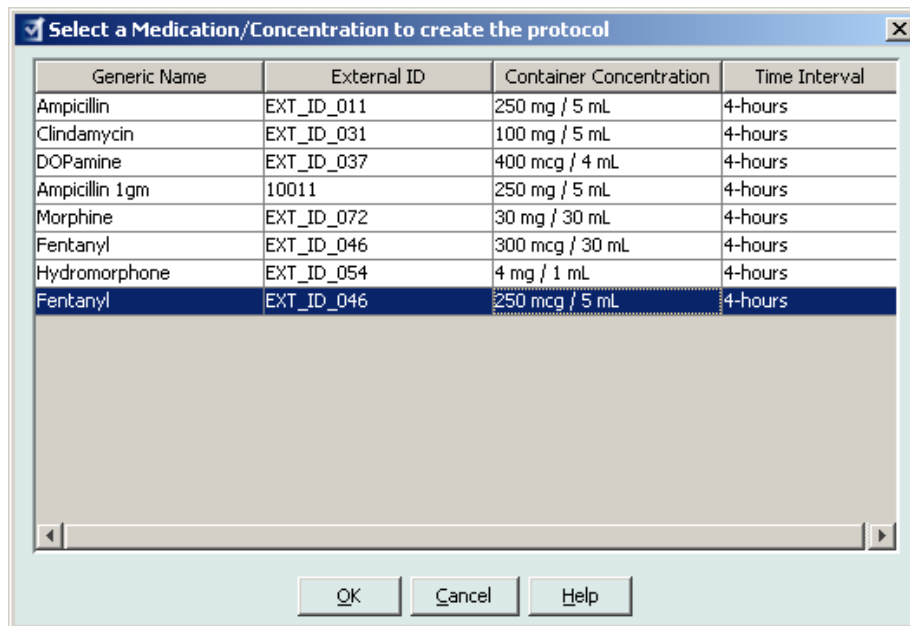 Select a Medication/Concentration to create the protocol
Generic Name External ID Container Concentration Time Interval
Ampicillin EXT_ID_011 250 mg / 5 mL 4-hours
Clindamycin EXT_ID_031 100 mg / 5 mL 4-hours
DOPamine EXT_ID_037 400 mcg / 4 mL 4-hours
Ampicillin 1gm 10011 250 mg / 5 mL 4-hours
Morphine EXT_ID_072 30 mg / 30 mL 4-hours
Fentanyl EXT_ID_046 300 mcg / 30 mL 4-hours
Hydromorphone EXT_ID_054 4 mg / 1 mL 4-hours
Fentanyl EXT_ID_046 250 mcg / 5 mL 4-hours
OK Cancel Help